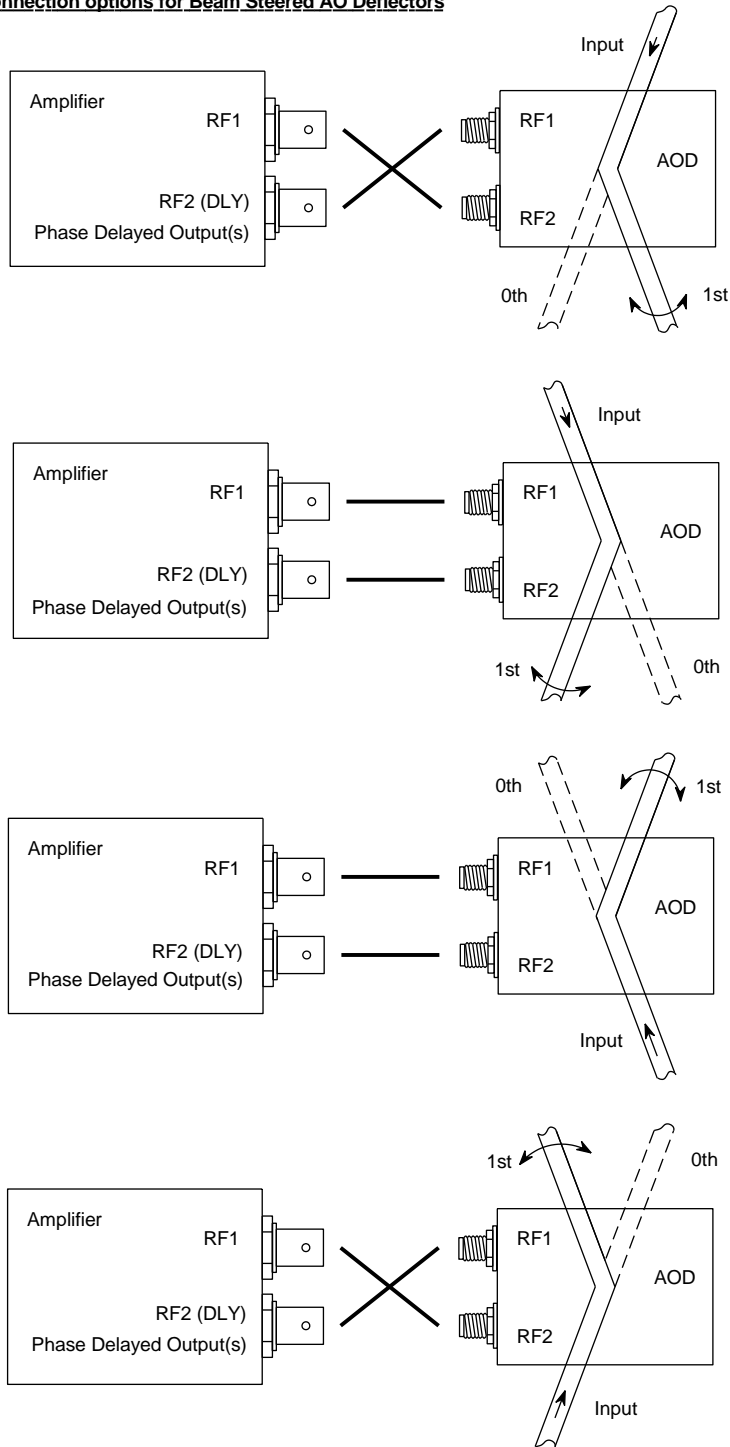 Connection options for Beam Steered AO Deflectors
Input
Amplifier
RF1
RF1
AOD
RF2 (DLY)
RF2
Phase Delayed Output(s)
0th
1st
Input
Amplifier
RF1
RF1
AOD
RF2 (DLY)
RF2
Phase Delayed Output(s)
1st
0th
0th
1st
Amplifier
RF1
RF1
AOD
RF2 (DLY)
RF2
Phase Delayed Output(s)
Input
1st
0th
Amplifier
RF1
RF1
AOD
RF2 (DLY)
RF2
Phase Delayed Output(s)
Input